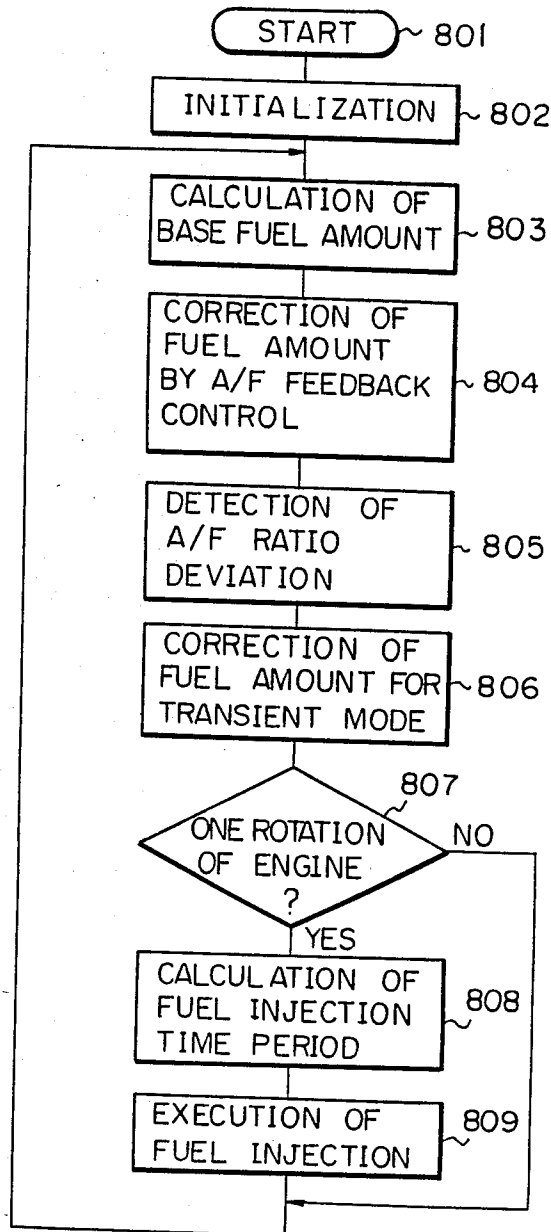 START
801
INITIALIZATION
802
CALCULATION OF
BASE FUEL AMOUNT
803
CORRECTION OF
FUEL AMOUNT
BY A/F FEEDBACK
CONTROL
804
DETECTION OF
A/F RATIO
DEVIATION
805
CORRECTION OF
FUEL AMOUNT FOR
TRANSIENT MODE
806
807
ONE ROTATION
OF ENGINE
?
NO
YES
CALCULATION OF
FUEL INJECTION
TIME PERIOD
808
EXECUTION OF
FUEL INJECTION
809